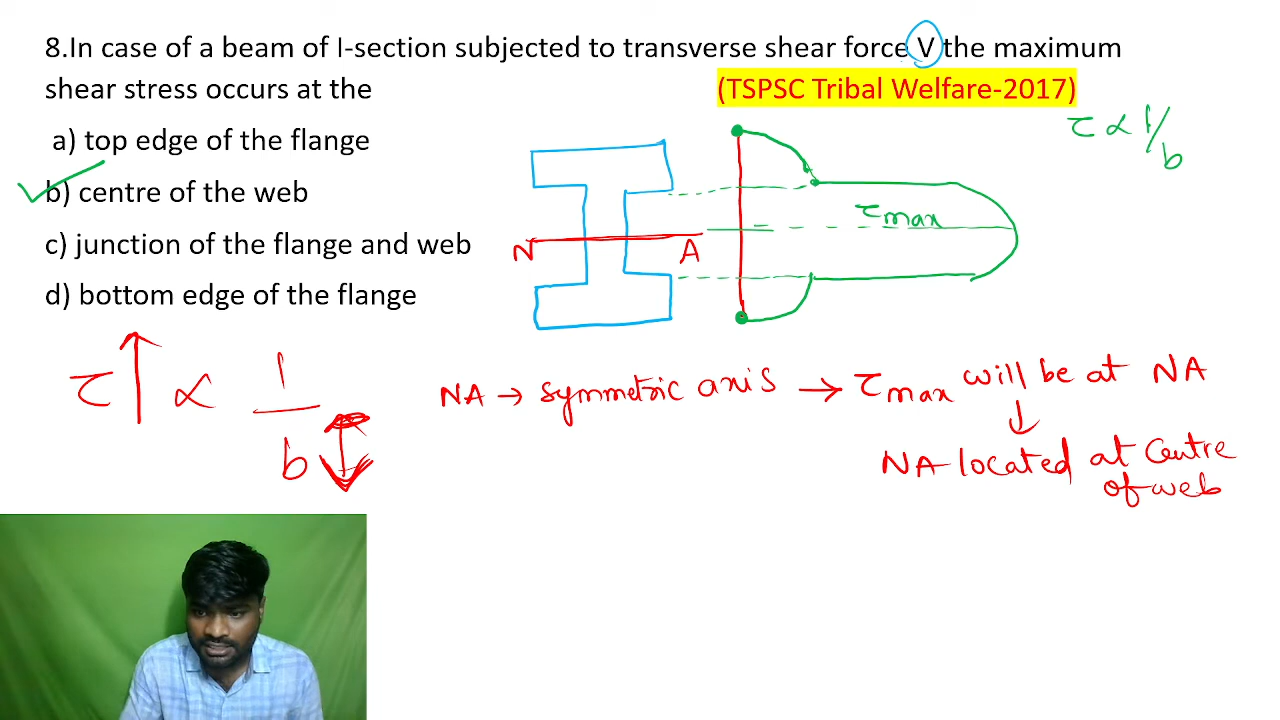 8.In case of a beam of I-section subjected to transverse shear force V the maximum
shear stress occurs at the
(TSPSC Tribal Welfare-2017)
a) top edge of the flange
b) centre of the web
c) junction of the flange and web
d) bottom edge of the flange
τ ∝ 1/b
N A
τmax
τ ↑ ∝ 1/b ↓
NA → symmetric axis → τmax will be at NA
↓
NA located at centre
of web